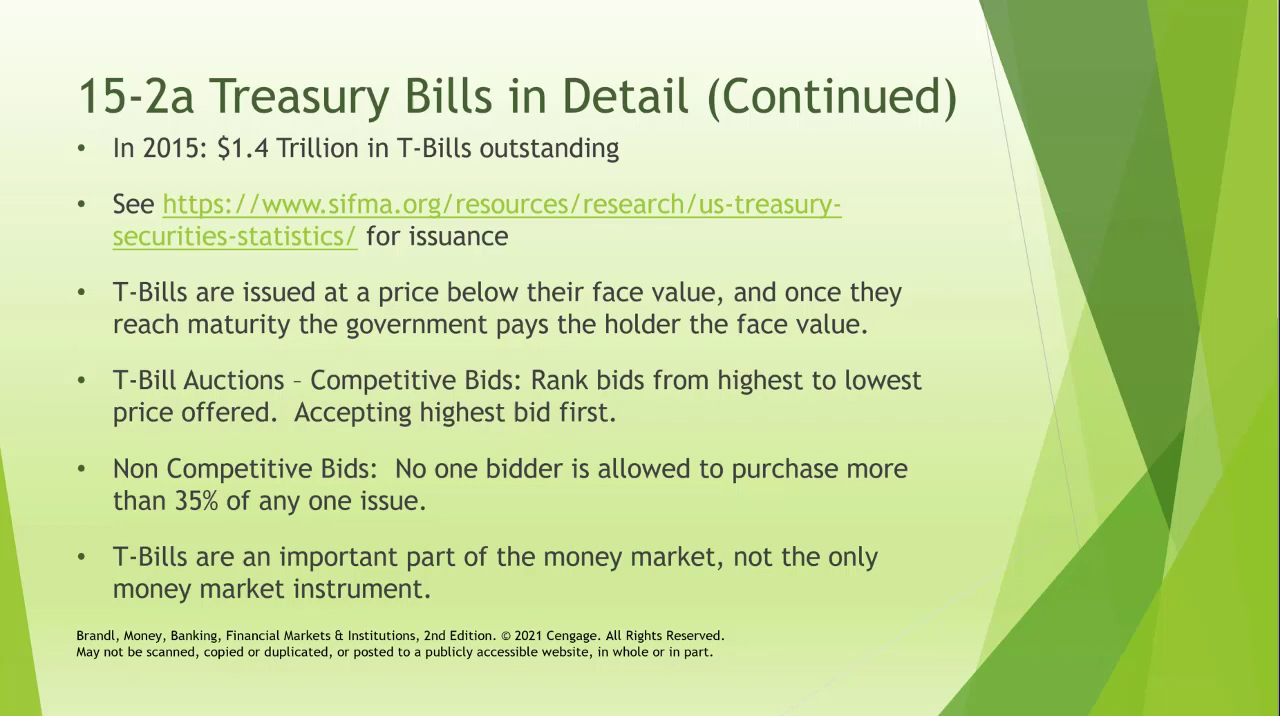 15-2a Treasury Bills in Detail (Continued)
• In 2015: $1.4 Trillion in T-Bills outstanding
• See https://www.sifma.org/resources/research/us-treasury-
securities-statistics/ for issuance
• T-Bills are issued at a price below their face value, and once they
reach maturity the government pays the holder the face value.
• T-Bill Auctions – Competitive Bids: Rank bids from highest to lowest
price offered.  Accepting highest bid first.
• Non Competitive Bids:  No one bidder is allowed to purchase more
than 35% of any one issue.
• T-Bills are an important part of the money market, not the only
money market instrument.
Brandl, Money, Banking, Financial Markets & Institutions, 2nd Edition. © 2021 Cengage. All Rights Reserved.
May not be scanned, copied or duplicated, or posted to a publicly accessible website, in whole or in part.